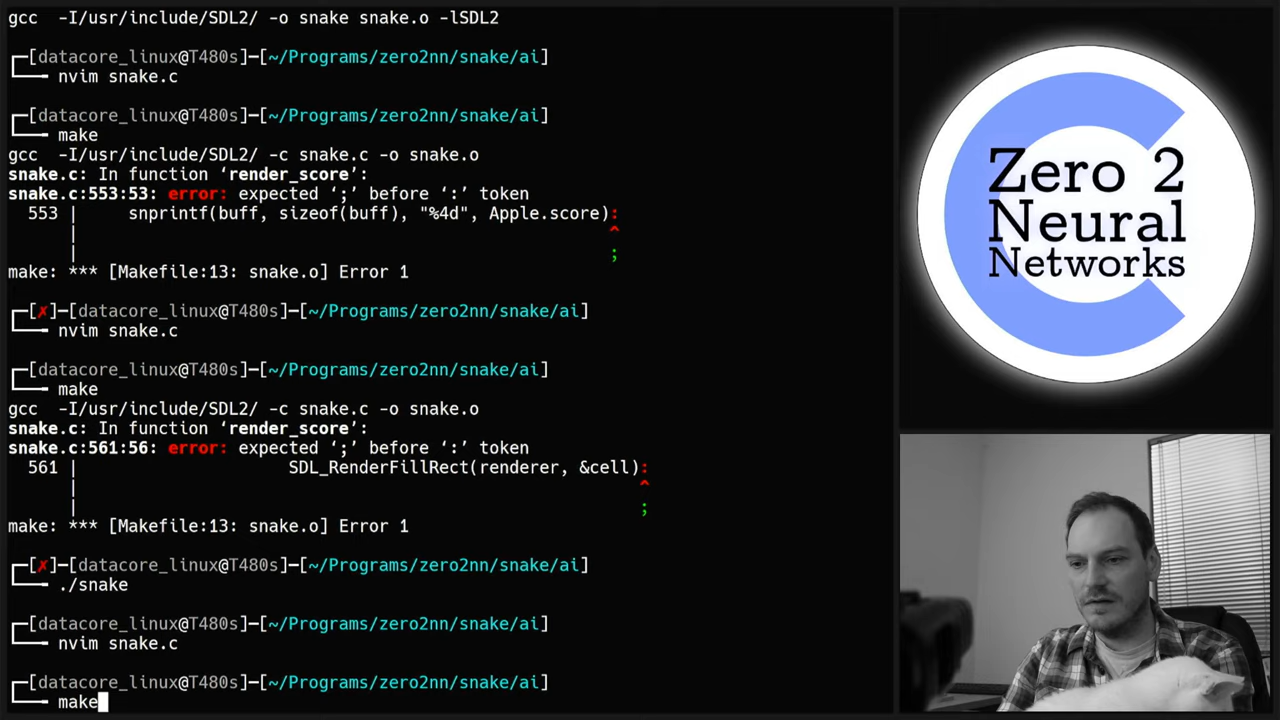 gcc  -I/usr/include/SDL2/ -o snake snake.o -lSDL2
┌─[datacore_linux@T480s]─[~/Programs/zero2nn/snake/ai]
└──╼ nvim snake.c
┌─[datacore_linux@T480s]─[~/Programs/zero2nn/snake/ai]
└──╼ make
gcc  -I/usr/include/SDL2/ -c snake.c -o snake.o
snake.c: In function ‘render_score’:
snake.c:553:53: error: expected ‘;’ before ‘:’ token
  553 |     snprintf(buff, sizeof(buff), "%4d", Apple.score):
      |                                                     ^
      |                                                     ;
make: *** [Makefile:13: snake.o] Error 1
┌─[✗]─[datacore_linux@T480s]─[~/Programs/zero2nn/snake/ai]
└──╼ nvim snake.c
┌─[datacore_linux@T480s]─[~/Programs/zero2nn/snake/ai]
└──╼ make
gcc  -I/usr/include/SDL2/ -c snake.c -o snake.o
snake.c: In function ‘render_score’:
snake.c:561:56: error: expected ‘;’ before ‘:’ token
  561 |                     SDL_RenderFillRect(renderer, &cell):
      |                                                        ^
      |                                                        ;
make: *** [Makefile:13: snake.o] Error 1
┌─[✗]─[datacore_linux@T480s]─[~/Programs/zero2nn/snake/ai]
└──╼ ./snake
┌─[datacore_linux@T480s]─[~/Programs/zero2nn/snake/ai]
└──╼ nvim snake.c
┌─[datacore_linux@T480s]─[~/Programs/zero2nn/snake/ai]
└──╼ make
Zero 2
Neural
Networks